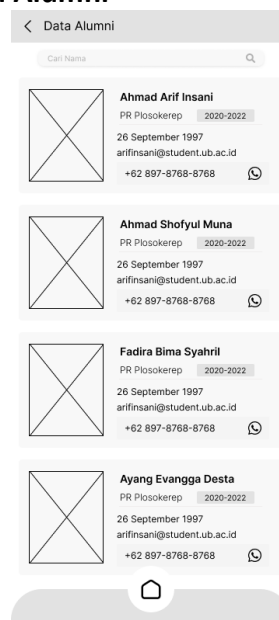 Data Alumni
Cari Nama
Ahmad Arif Insani
PR Plosokerep 2020-2022
26 September 1997
arifinsani@student.ub.ac.id
+62 897-8768-8768
Ahmad Shofyul Muna
PR Plosokerep 2020-2022
26 September 1997
arifinsani@student.ub.ac.id
+62 897-8768-8768
Fadira Bima Syahril
PR Plosokerep 2020-2022
26 September 1997
arifinsani@student.ub.ac.id
+62 897-8768-8768
Ayang Evangga Desta
PR Plosokerep 2020-2022
26 September 1997
arifinsani@student.ub.ac.id
+62 897-8768-8768